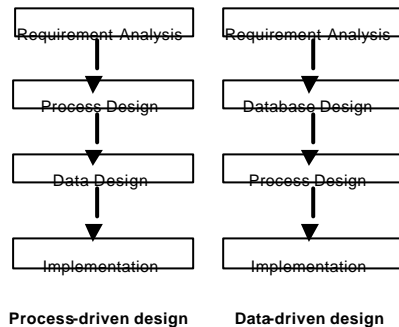 Requirement Analysis
Process Design
Data Design
Implementation
Process-driven design
Requirement Analysis
Database Design
Process Design
Implementation
Data-driven design